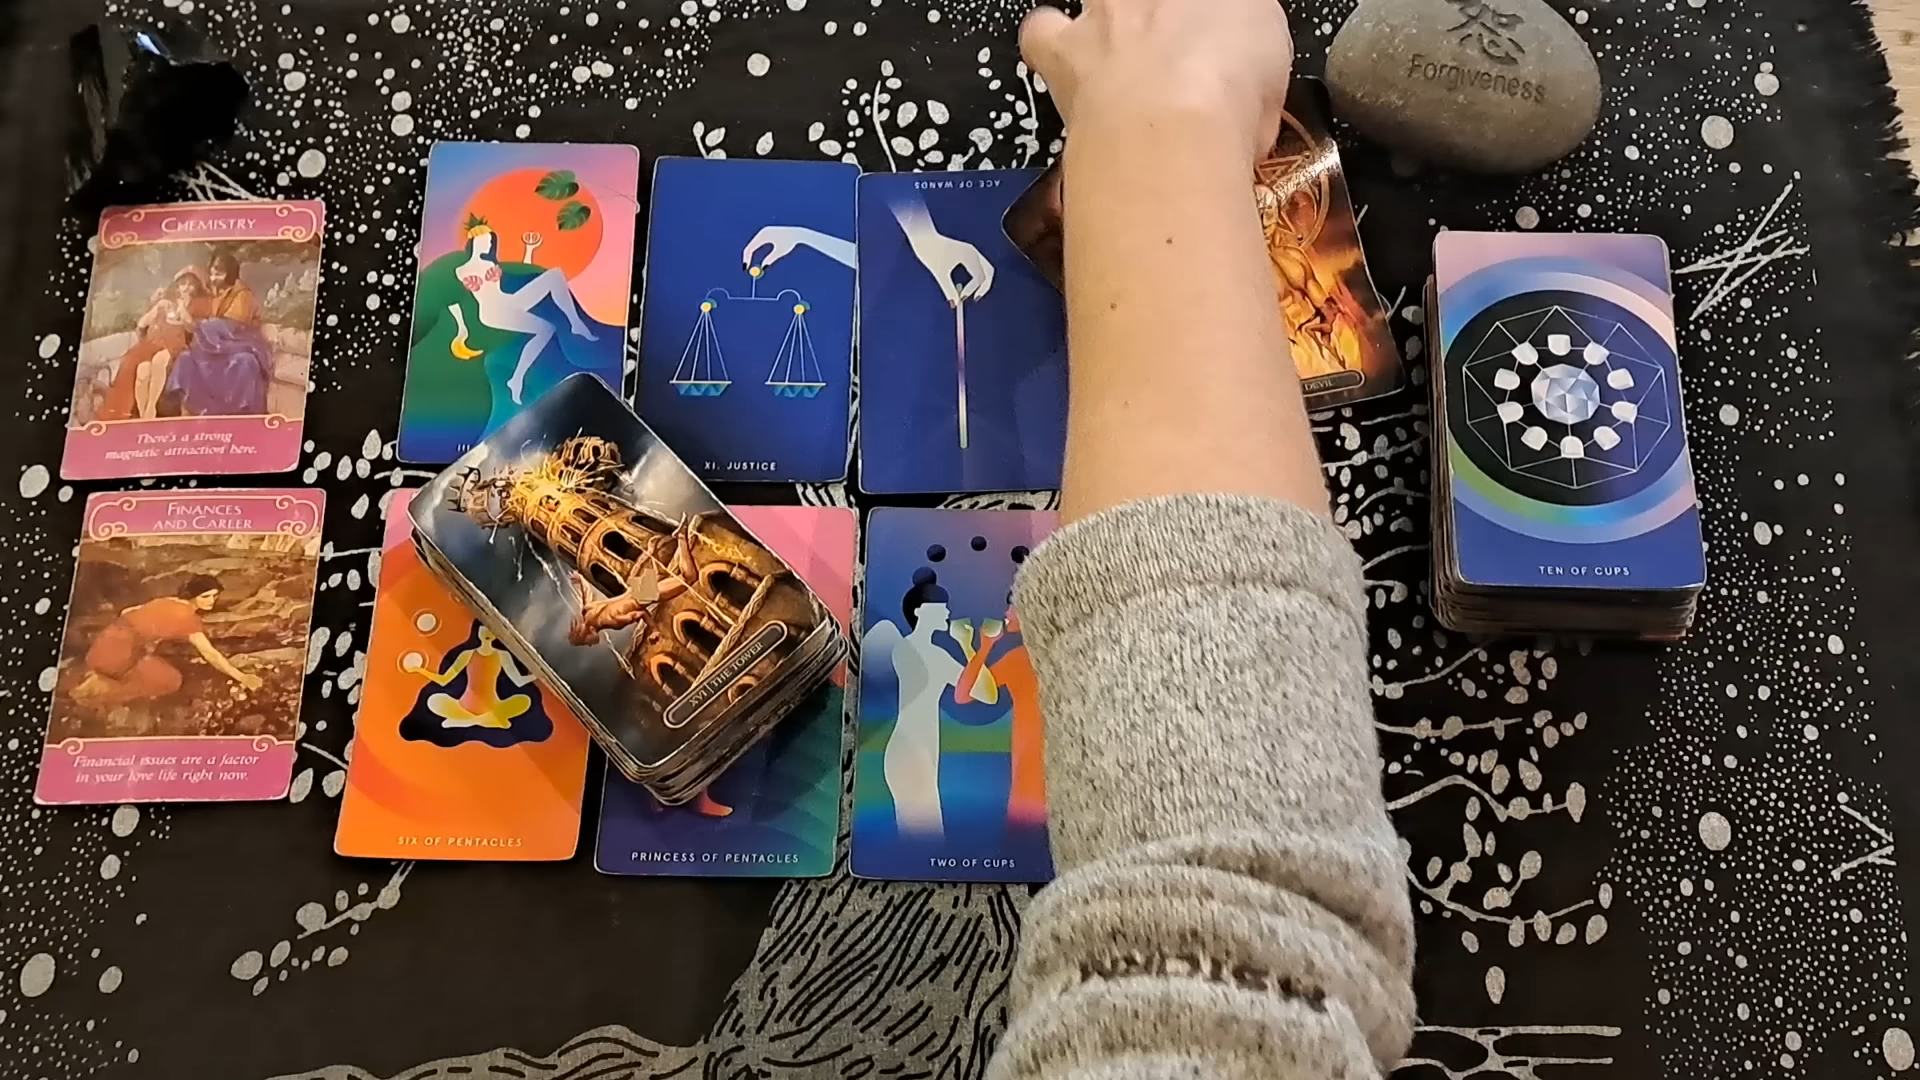 恕
Forgiveness
CHEMISTRY
There's a strong
magnetic attraction here.
III
XI. JUSTICE
ACE OF WANDS
DEVIL
TEN OF CUPS
FINANCES
AND CAREER
Financial issues are a factor
in your love life right now.
XVI | THE TOWER
SIX OF PENTACLES
PRINCESS OF PENTACLES
TWO OF CUPS